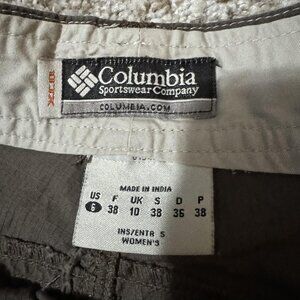 Columbia
Sportswear Company
COLUMBIA.COM
MADE IN INDIA
US F UK S D P
6 38 10 38 36 38
INS/ENTR S
WOMEN'S